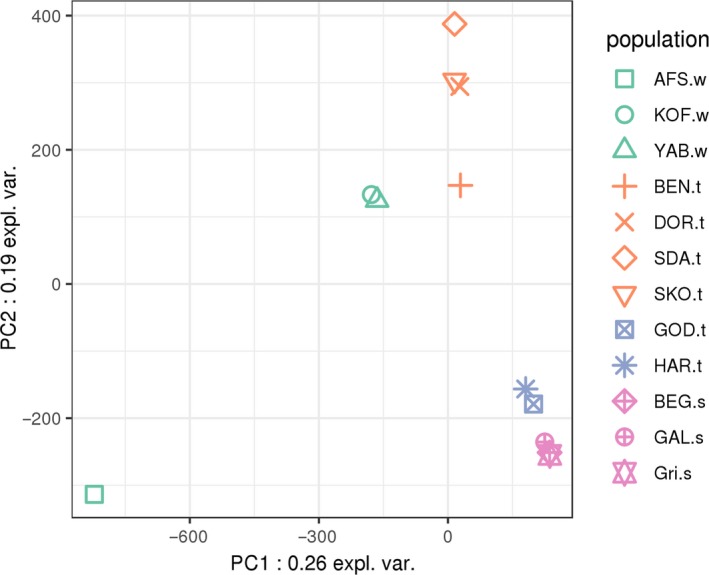 400
200
0
−200
PC2 : 0.19 expl. var.
−600
−300
0
PC1 : 0.26 expl. var.
population
AFS.w
KOF.w
YAB.w
BEN.t
DOR.t
SDA.t
SKO.t
GOD.t
HAR.t
BEG.s
GAL.s
Gri.s